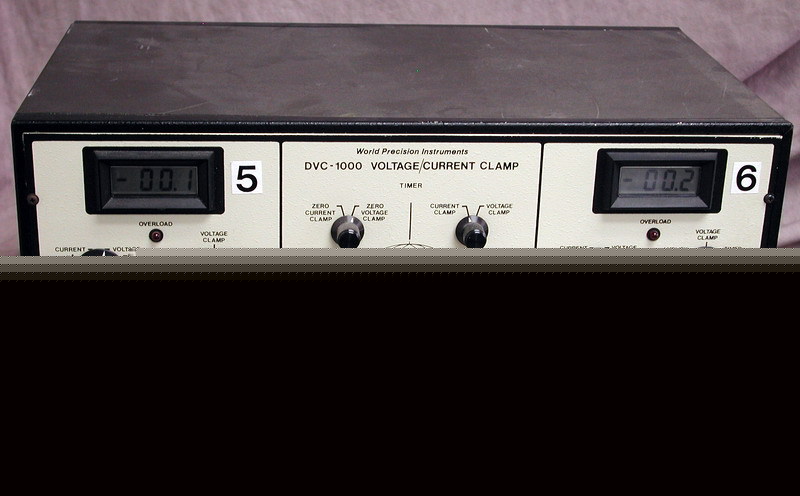 World Precision Instruments
DVC-1000 VOLTAGE/CURRENT CLAMP
- 00.1
5
- 00.2
6
TIMER
ZERO CURRENT CLAMP
ZERO VOLTAGE CLAMP
CURRENT CLAMP
VOLTAGE CLAMP
OVERLOAD
VOLTAGE CLAMP
CURRENT
VOLTAGE
OVERLOAD
VOLTAGE CLAMP